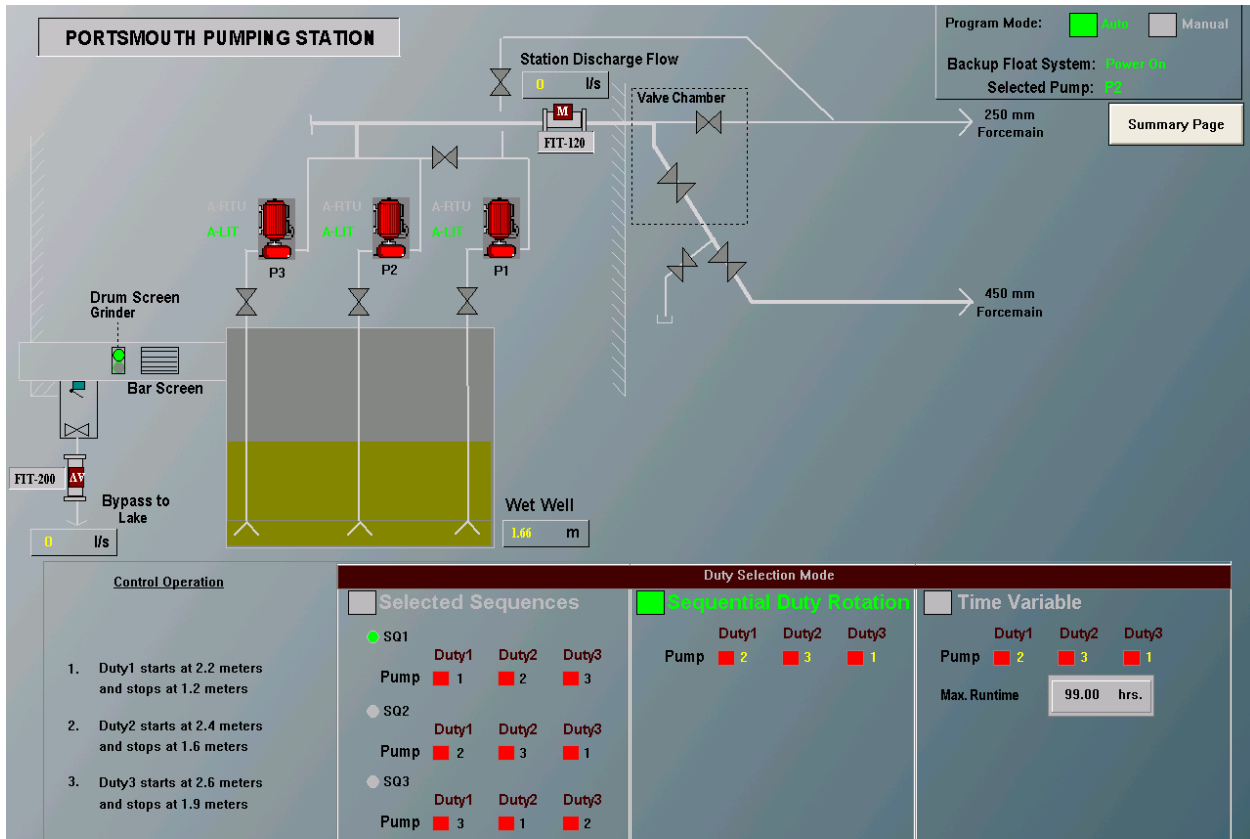 PORTSMOUTH PUMPING STATION
Program Mode: Auto Manual
Backup Float System: Power On
Selected Pump: P2
Summary Page
Station Discharge Flow
0 l/s
M
FIT-120
Valve Chamber
250 mm
Forcemain
A-RTU A-RTU A-RTU
A-LIT A-LIT A-LIT
P3 P2 P1
450 mm
Forcemain
Drum Screen
Grinder
Bar Screen
FIT-200
AV
Bypass to
Lake
0 l/s
Wet Well
1.66 m
Control Operation
1. Duty1 starts at 2.2 meters
and stops at 1.2 meters
2. Duty2 starts at 2.4 meters
and stops at 1.6 meters
3. Duty3 starts at 2.6 meters
and stops at 1.9 meters
Duty Selection Mode
Selected Sequences
SQ1
Duty1 Duty2 Duty3
Pump 1 2 3
SQ2
Duty1 Duty2 Duty3
Pump 2 3 1
SQ3
Duty1 Duty2 Duty3
Pump 3 1 2
Sequential Duty Rotation
Duty1 Duty2 Duty3
Pump 2 3 1
Time Variable
Duty1 Duty2 Duty3
Pump 2 3 1
Max. Runtime 99.00 hrs.